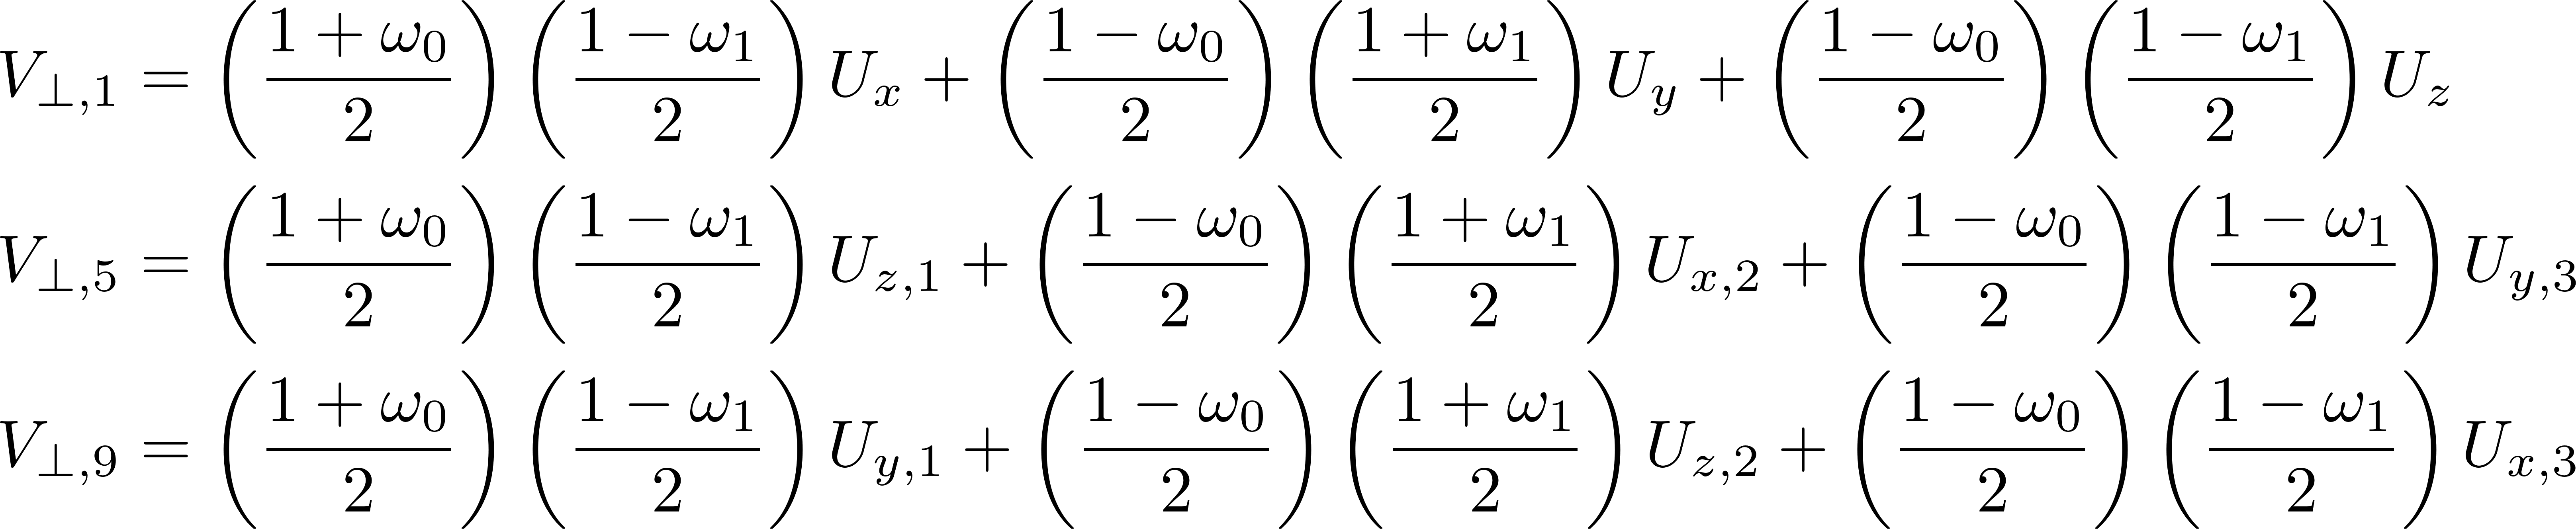 $V_{\perp,1} = \left(\frac{1+\omega_0}{2}\right)\left(\frac{1-\omega_1}{2}\right)U_x + \left(\frac{1-\omega_0}{2}\right)\left(\frac{1+\omega_1}{2}\right)U_y + \left(\frac{1-\omega_0}{2}\right)\left(\frac{1-\omega_1}{2}\right)U_z$
$V_{\perp,5} = \left(\frac{1+\omega_0}{2}\right)\left(\frac{1-\omega_1}{2}\right)U_{z,1} + \left(\frac{1-\omega_0}{2}\right)\left(\frac{1+\omega_1}{2}\right)U_{x,2} + \left(\frac{1-\omega_0}{2}\right)\left(\frac{1-\omega_1}{2}\right)U_{y,3}$
$V_{\perp,9} = \left(\frac{1+\omega_0}{2}\right)\left(\frac{1-\omega_1}{2}\right)U_{y,1} + \left(\frac{1-\omega_0}{2}\right)\left(\frac{1+\omega_1}{2}\right)U_{z,2} + \left(\frac{1-\omega_0}{2}\right)\left(\frac{1-\omega_1}{2}\right)U_{x,3}$